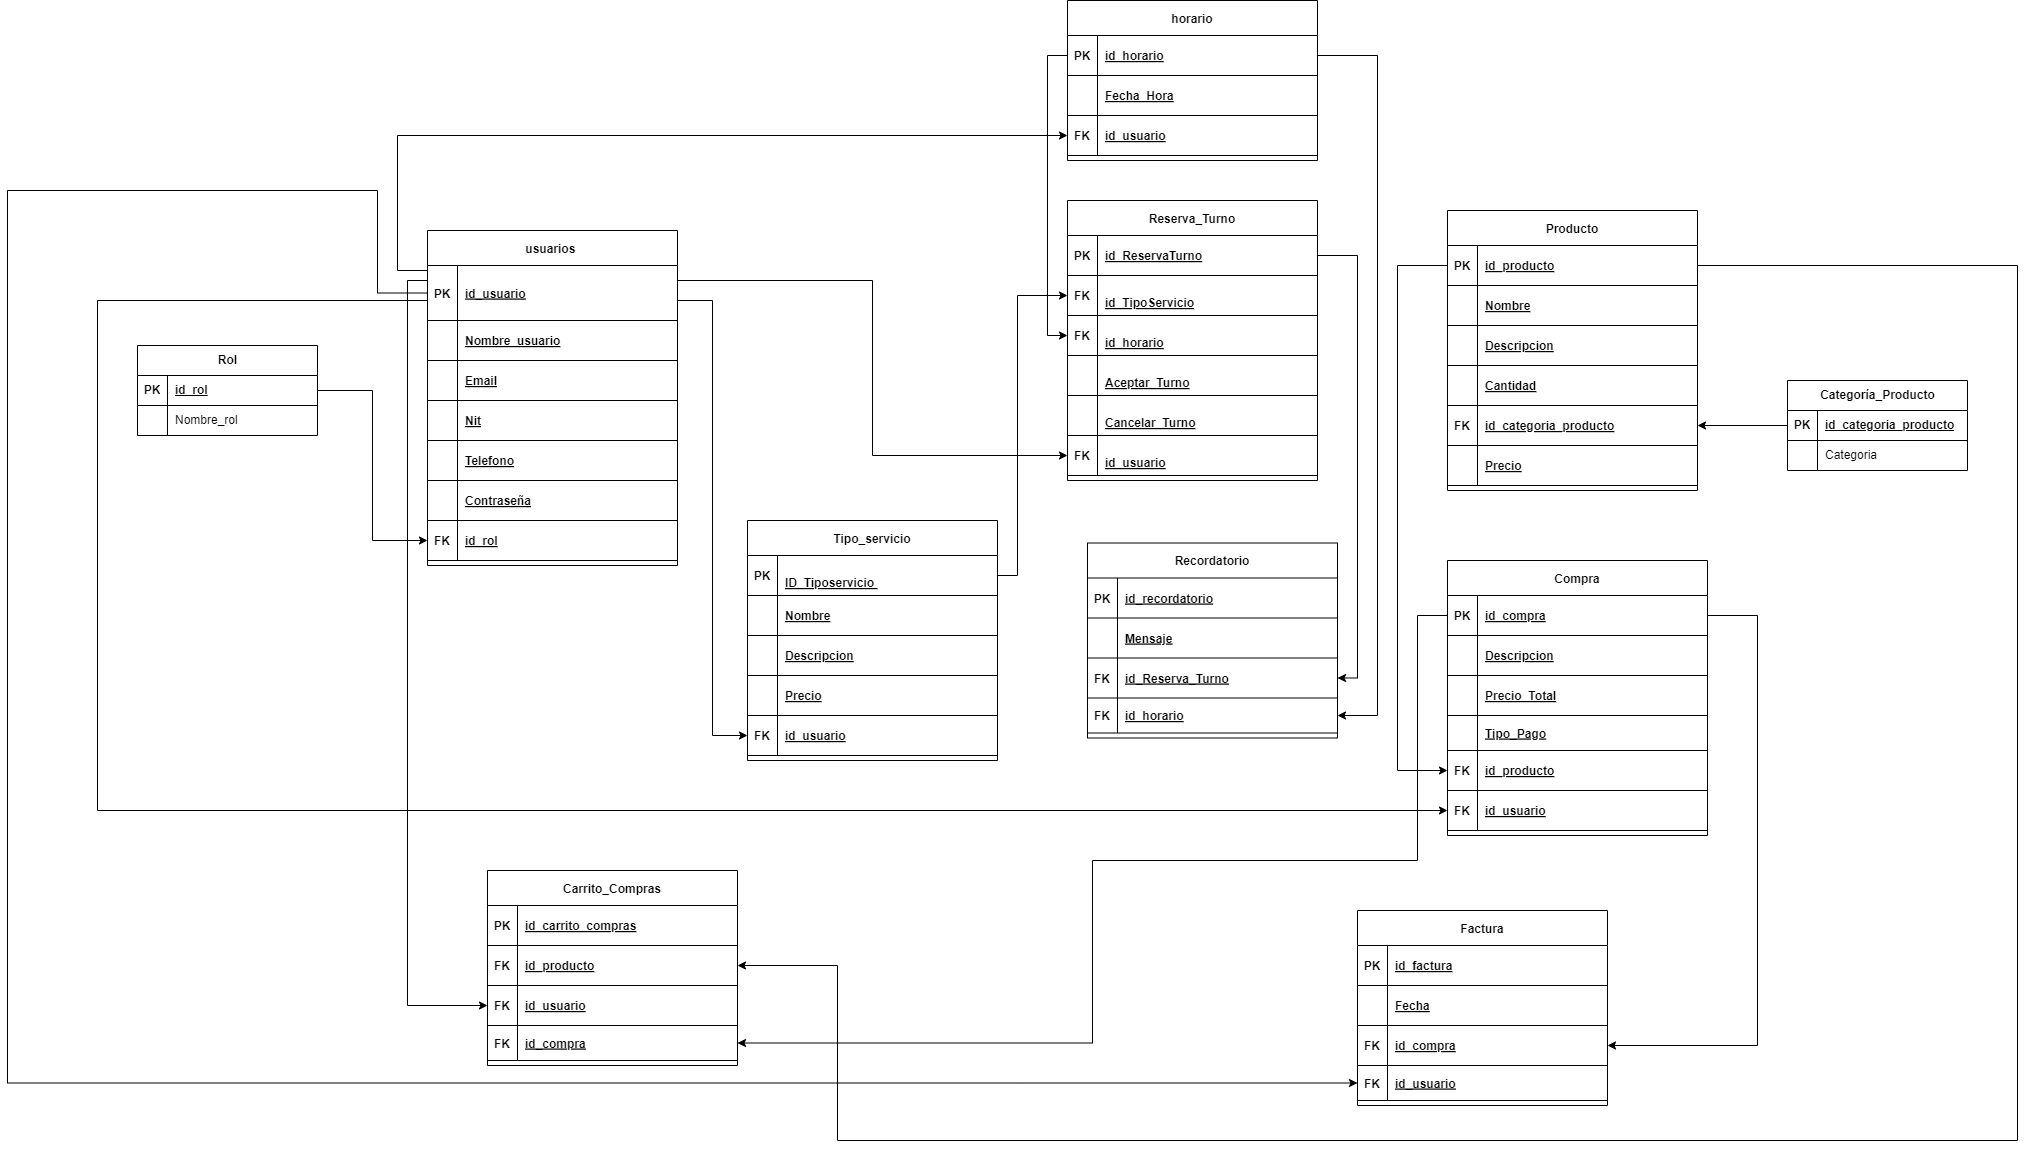 horario
PK id_horario
Fecha_Hora
FK id_usuario
Reserva_Turno
PK id_ReservaTurno
FK id_TipoServicio
FK id_horario
Aceptar_Turno
Cancelar_Turno
FK id_usuario
Producto
PK id_producto
Nombre
Descripcion
Cantidad
FK id_categoria_producto
Precio
usuarios
PK id_usuario
Nombre_usuario
Email
Nit
Telefono
Contraseña
FK id_rol
Rol
PK id_rol
Nombre_rol
Categoría_Producto
PK id_categoria_producto
Categoria
Tipo_servicio
PK ID_Tiposervicio
Nombre
Descripcion
Precio
FK id_usuario
Recordatorio
PK id_recordatorio
Mensaje
FK id_Reserva_Turno
FK id_horario
Compra
PK id_compra
Descripcion
Precio_Total
Tipo_Pago
FK id_producto
FK id_usuario
Carrito_Compras
PK id_carrito_compras
FK id_producto
FK id_usuario
FK id_compra
Factura
PK id_factura
Fecha
FK id_compra
FK id_usuario